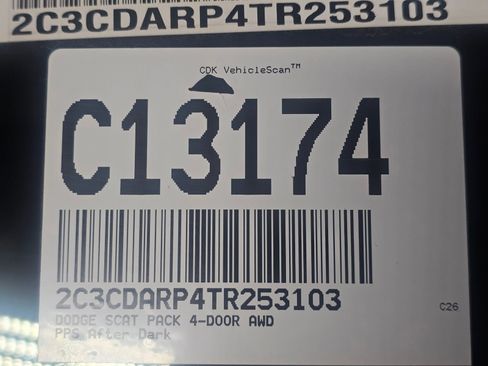 2C3CDARP4TR253103
CDK VehicleScan™
C13174
2C3CDARP4TR253103
C26
DODGE SCAT PACK 4-DOOR AWD
PPS After Dark